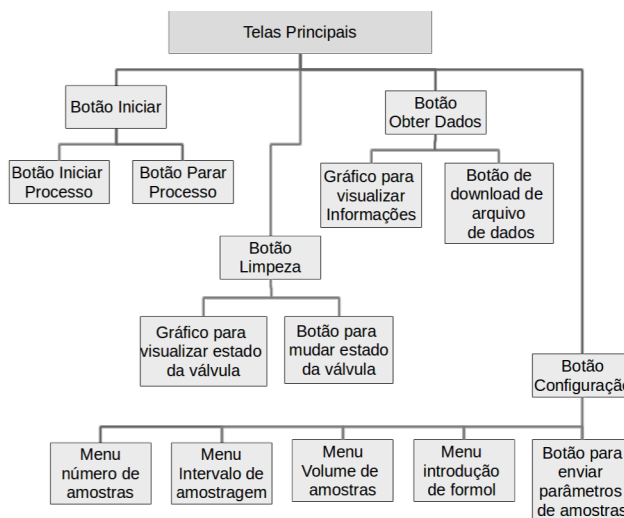 Telas Principais
Botão Iniciar
Botão
Obter Dados
Botão Iniciar
Processo
Botão Parar
Processo
Gráfico para
visualizar
Informações
Botão de
download de
arquivo
de dados
Botão
Limpeza
Gráfico para
visualizar estado
da válvula
Botão para
mudar estado
da válvula
Botão
Configuração
Menu
número de
amostras
Menu
Intervalo de
amostragem
Menu
Volume de
amostras
Menu
introdução
de formol
Botão para
enviar
parâmetros
de amostras